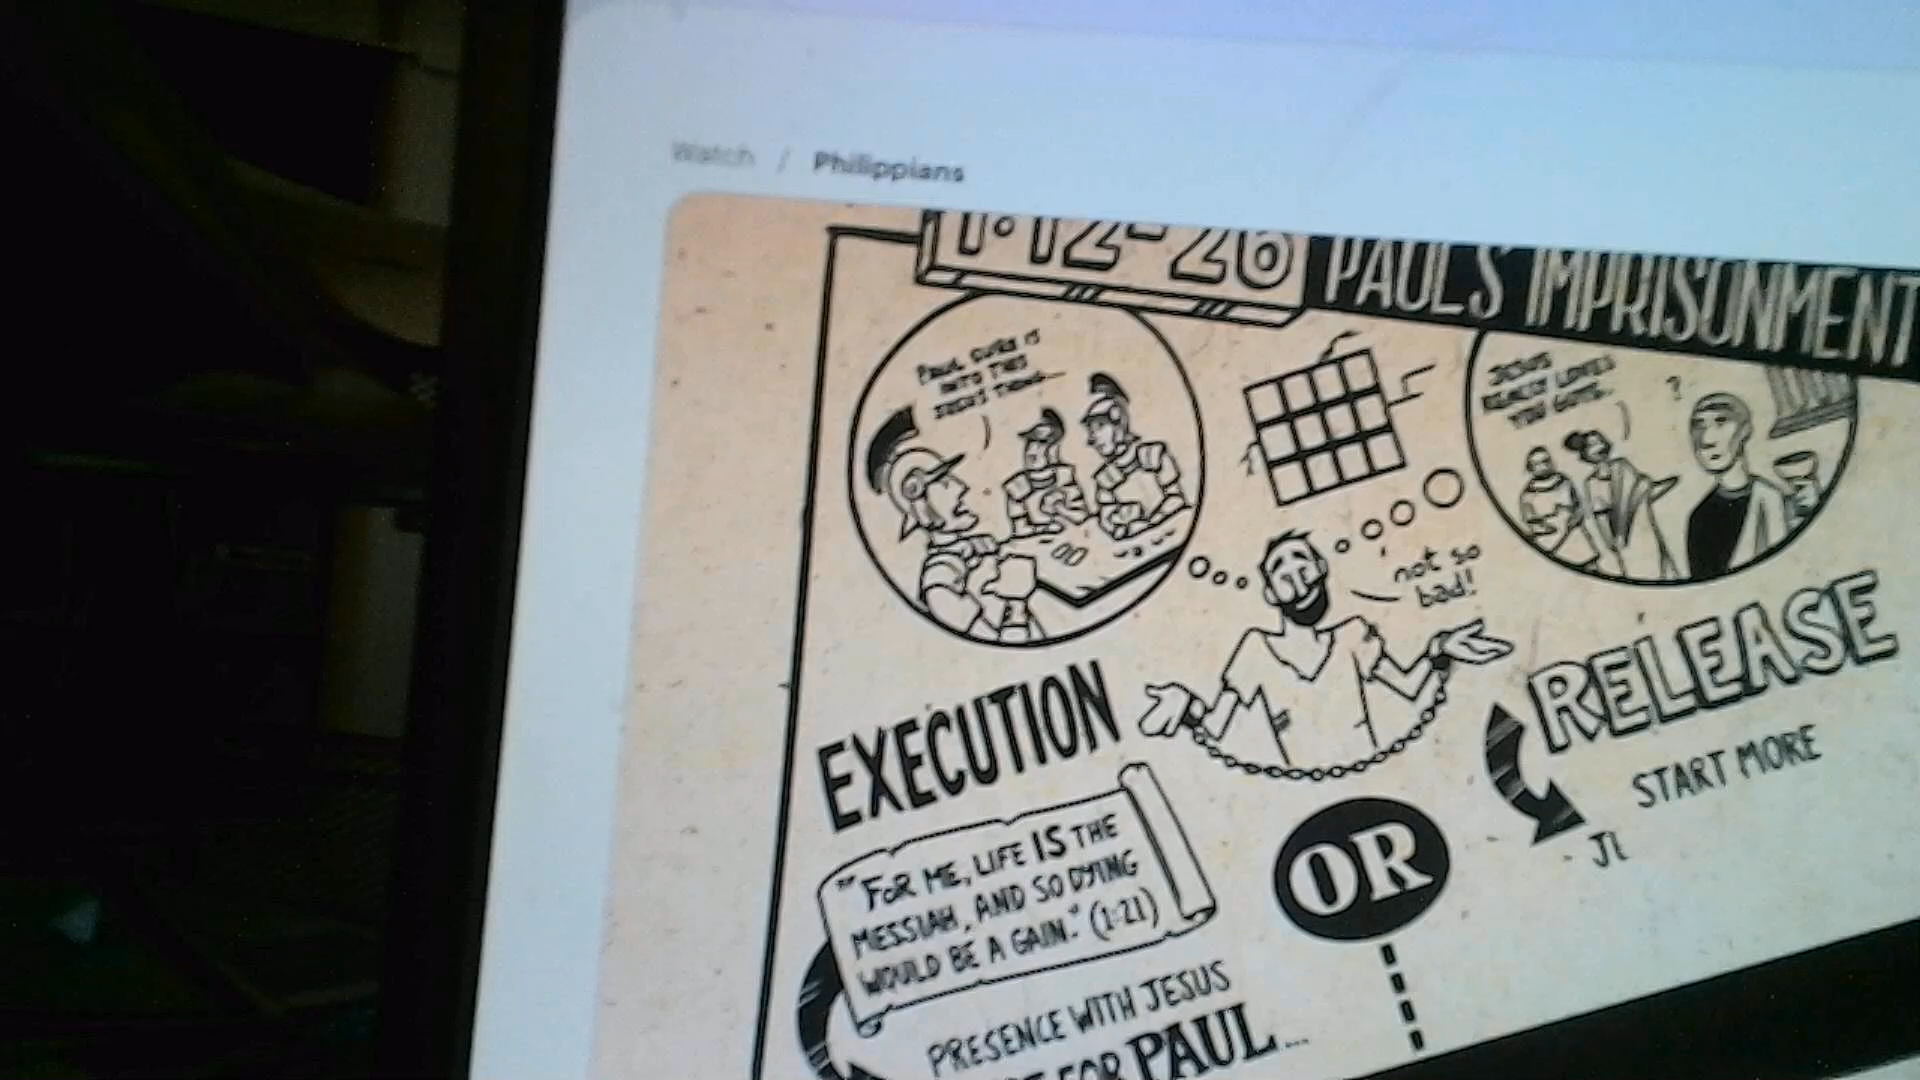 Watch / Philippians
1:12-26 PAUL'S IMPRISONMENT
PAUL SURE IS
INTO THIS
JESUS THING...
JESUS
REALLY LOVES
YOU GUYS...
?
not so
bad!
EXECUTION
RELEASE
START MORE
"FOR ME, LIFE IS THE
MESSIAH, AND SO DYING
WOULD BE A GAIN." (1:21)
OR
PRESENCE WITH JESUS
FOR PAUL...